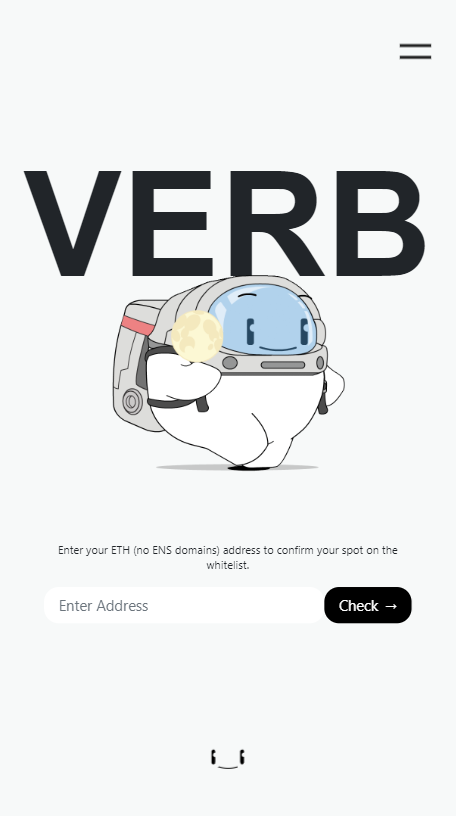 VERB
Enter your ETH (no ENS domains) address to confirm your spot on the
whitelist.
Enter Address
Check →